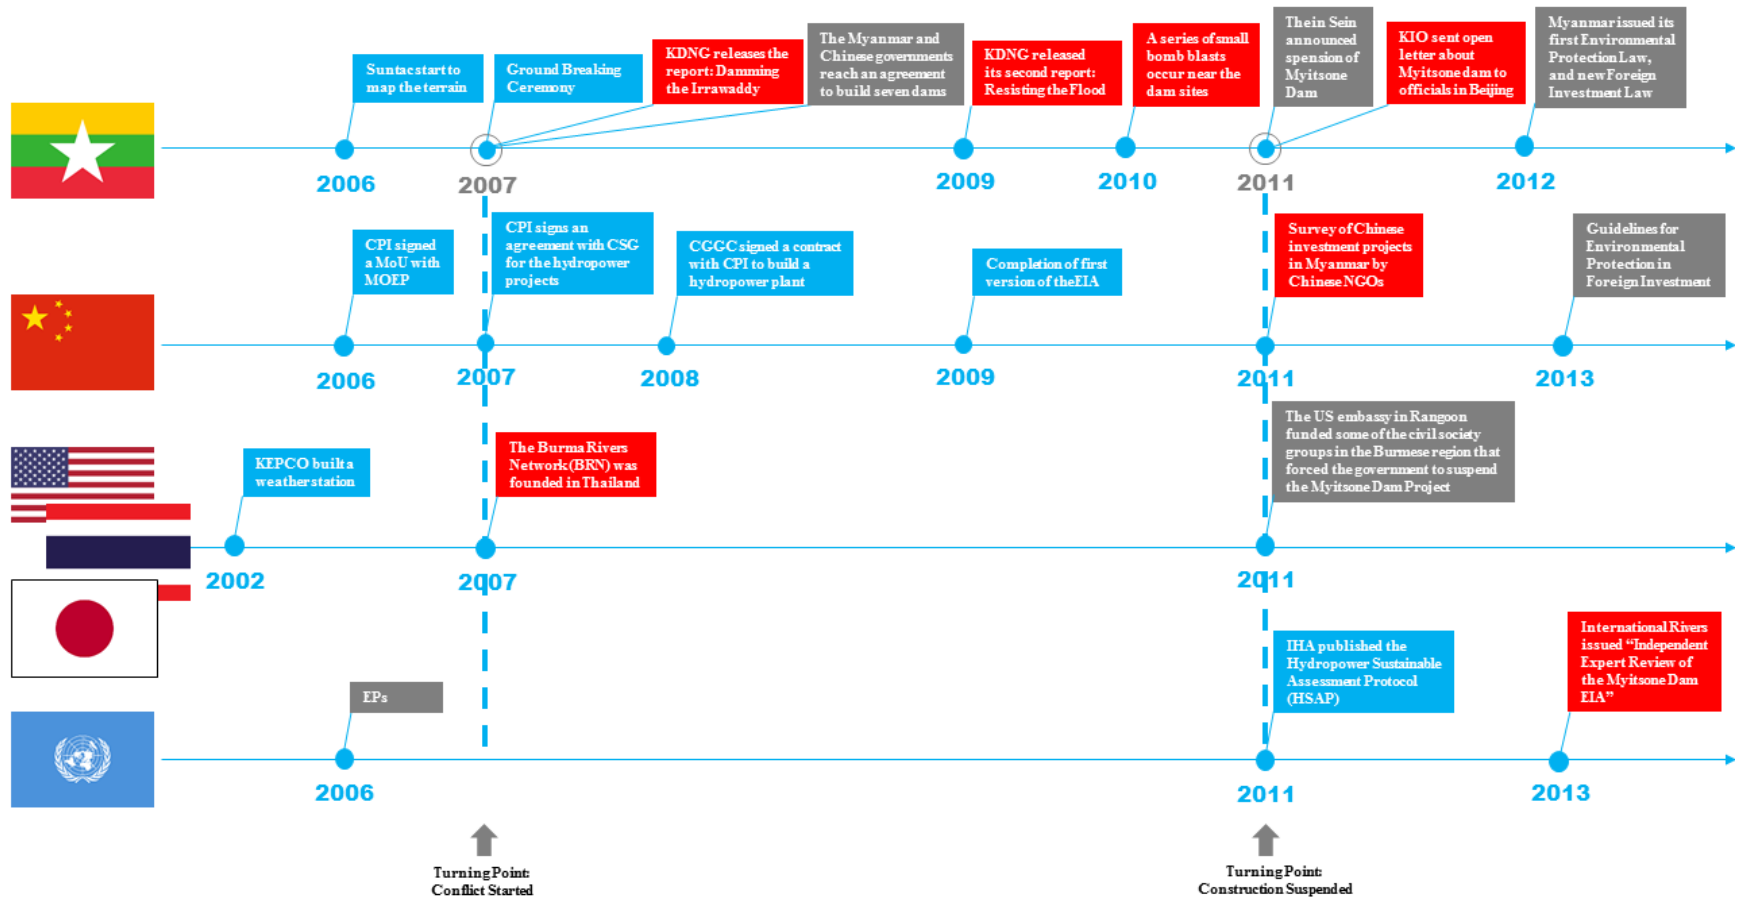 Suntac start to
map the terrain
Ground Breaking
Ceremony
KDNG releases the
report: Damming
the Irrawaddy
The Myanmar and
Chinese governments
reach an agreement
to build seven dams
KDNG released
its second report:
Resisting the Flood
A series of small
bomb blasts
occur near the
dam sites
Thein Sein
announced
spension of
Myitsone
Dam
KIO sent open
letter about
Myitsone dam to
officials in Beijing
Myanmar issued its
first Environmental
Protection Law,
and new Foreign
Investment Law
2006
2007
2009
2010
2011
2012
CPI signed
a MoU with
MOEP
CPI signs an
agreement with CSG
for the hydropower
projects
CGGC signed a contract
with CPI to build a
hydropower plant
Completion of first
version of the EIA
Survey of Chinese
investment projects
in Myanmar by
Chinese NGOs
Guidelines for
Environmental
Protection in
Foreign Investment
2006
2007
2008
2009
2011
2013
KEPCO built a
weather station
The Burma Rivers
Network (BRN) was
founded in Thailand
The US embassy in Rangoon
funded some of the civil society
groups in the Burmese region that
forced the government to suspend
the Myitsone Dam Project
2002
2007
2011
EPs
IHA published the
Hydropower Sustainable
Assessment Protocol
(HSAP)
International Rivers
issued “Independent
Expert Review of
the Myitsone Dam
EIA”
2006
2011
2013
Turning Point:
Conflict Started
Turning Point:
Construction Suspended